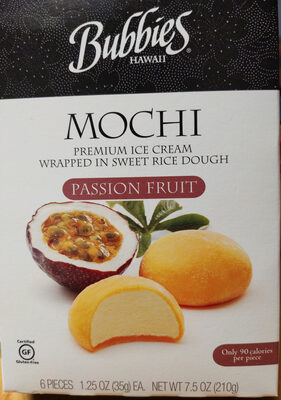 Bubbies
HAWAII
MOCHI
PREMIUM ICE CREAM
WRAPPED IN SWEET RICE DOUGH
PASSION FRUIT
Only 90 calories
per piece
Certified
GF
Gluten-Free
6 PIECES 1.25 OZ (35g) EA. NET WT 7.5 OZ (210g)